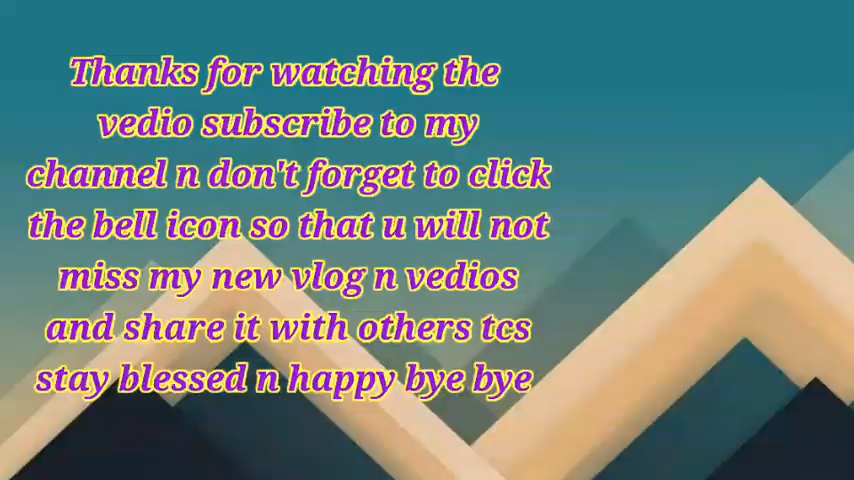 Thanks for watching the
vedio subscribe to my
channel n don't forget to click
the bell icon so that u will not
miss my new vlog n vedios
and share it with others tcs
stay blessed n happy bye bye